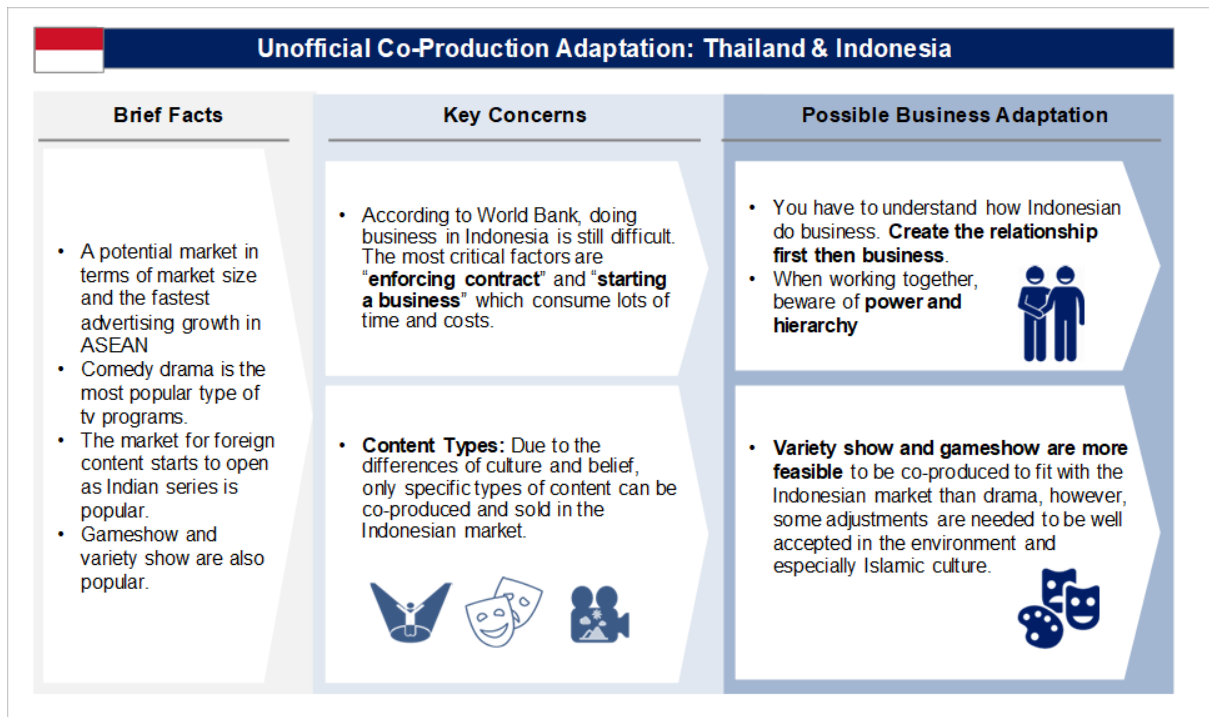 Unofficial Co-Production Adaptation: Thailand & Indonesia
Brief Facts
• A potential market in
terms of market size
and the fastest
advertising growth in
ASEAN
• Comedy drama is the
most popular type of
tv programs.
• The market for foreign
content starts to open
as Indian series is
popular.
• Gameshow and
variety show are also
popular.
Key Concerns
• According to World Bank, doing
business in Indonesia is still difficult.
The most critical factors are
“enforcing contract” and “starting
a business” which consume lots of
time and costs.
• Content Types: Due to the
differences of culture and belief,
only specific types of content can be
co-produced and sold in the
Indonesian market.
Possible Business Adaptation
• You have to understand how Indonesian
do business. Create the relationship
first then business.
• When working together,
beware of power and
hierarchy
• Variety show and gameshow are more
feasible to be co-produced to fit with the
Indonesian market than drama, however,
some adjustments are needed to be well
accepted in the environment and
especially Islamic culture.